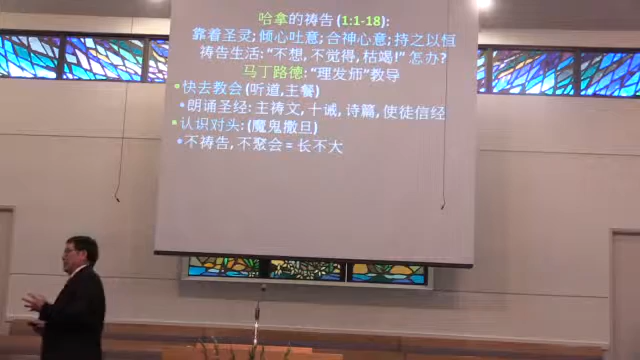 哈拿的祷告 (1:1-18):
靠着圣灵; 倾心吐意; 合神心意; 持之以恒
祷告生活: “不想, 不觉得, 枯竭!” 怎办?
马丁路德: “理发师”教导
• 快去教会 (听道,主餐)
• 朗诵圣经: 主祷文, 十诫, 诗篇, 使徒信经
• 认识对头: (魔鬼撒旦)
• 不祷告, 不聚会 = 长不大